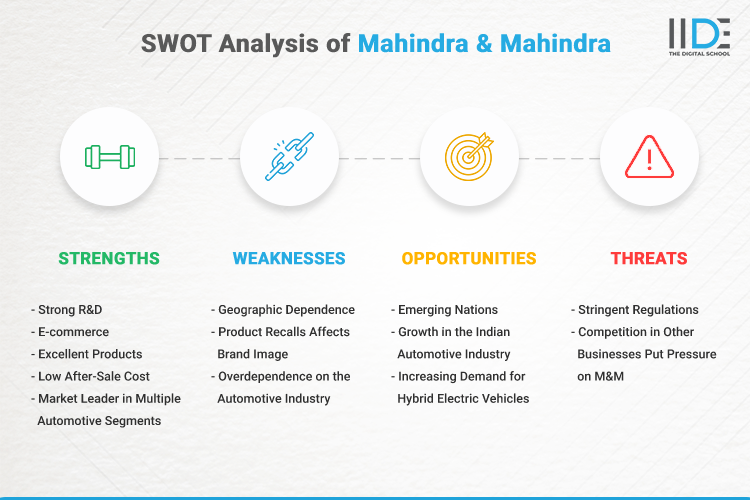 SWOT Analysis of Mahindra & Mahindra
IIDE
THE DIGITAL SCHOOL
STRENGTHS
- Strong R&D
- E-commerce
- Excellent Products
- Low After-Sale Cost
- Market Leader in Multiple
Automotive Segments
WEAKNESSES
- Geographic Dependence
- Product Recalls Affects
Brand Image
- Overdependence on the
Automotive Industry
OPPORTUNITIES
- Emerging Nations
- Growth in the Indian
Automotive Industry
- Increasing Demand for
Hybrid Electric Vehicles
THREATS
- Stringent Regulations
- Competition in Other
Businesses Put Pressure
on M&M